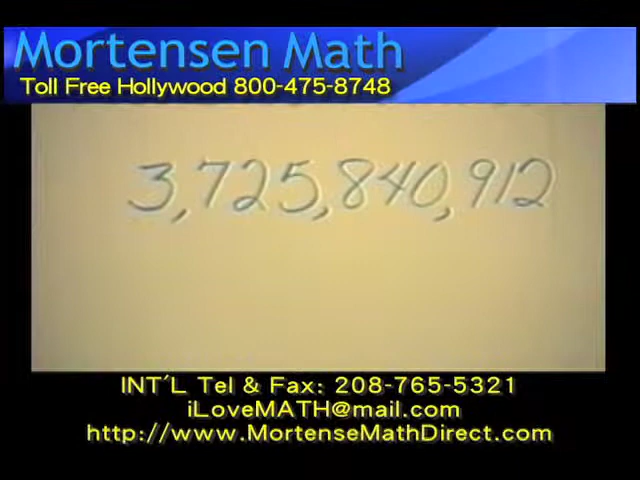 Mortensen Math
Toll Free Hollywood 800-475-8748
3,725,840,912
INT´L Tel & Fax: 208-765-5321
iLoveMATH@mail.com
http://www.MortenseMathDirect.com